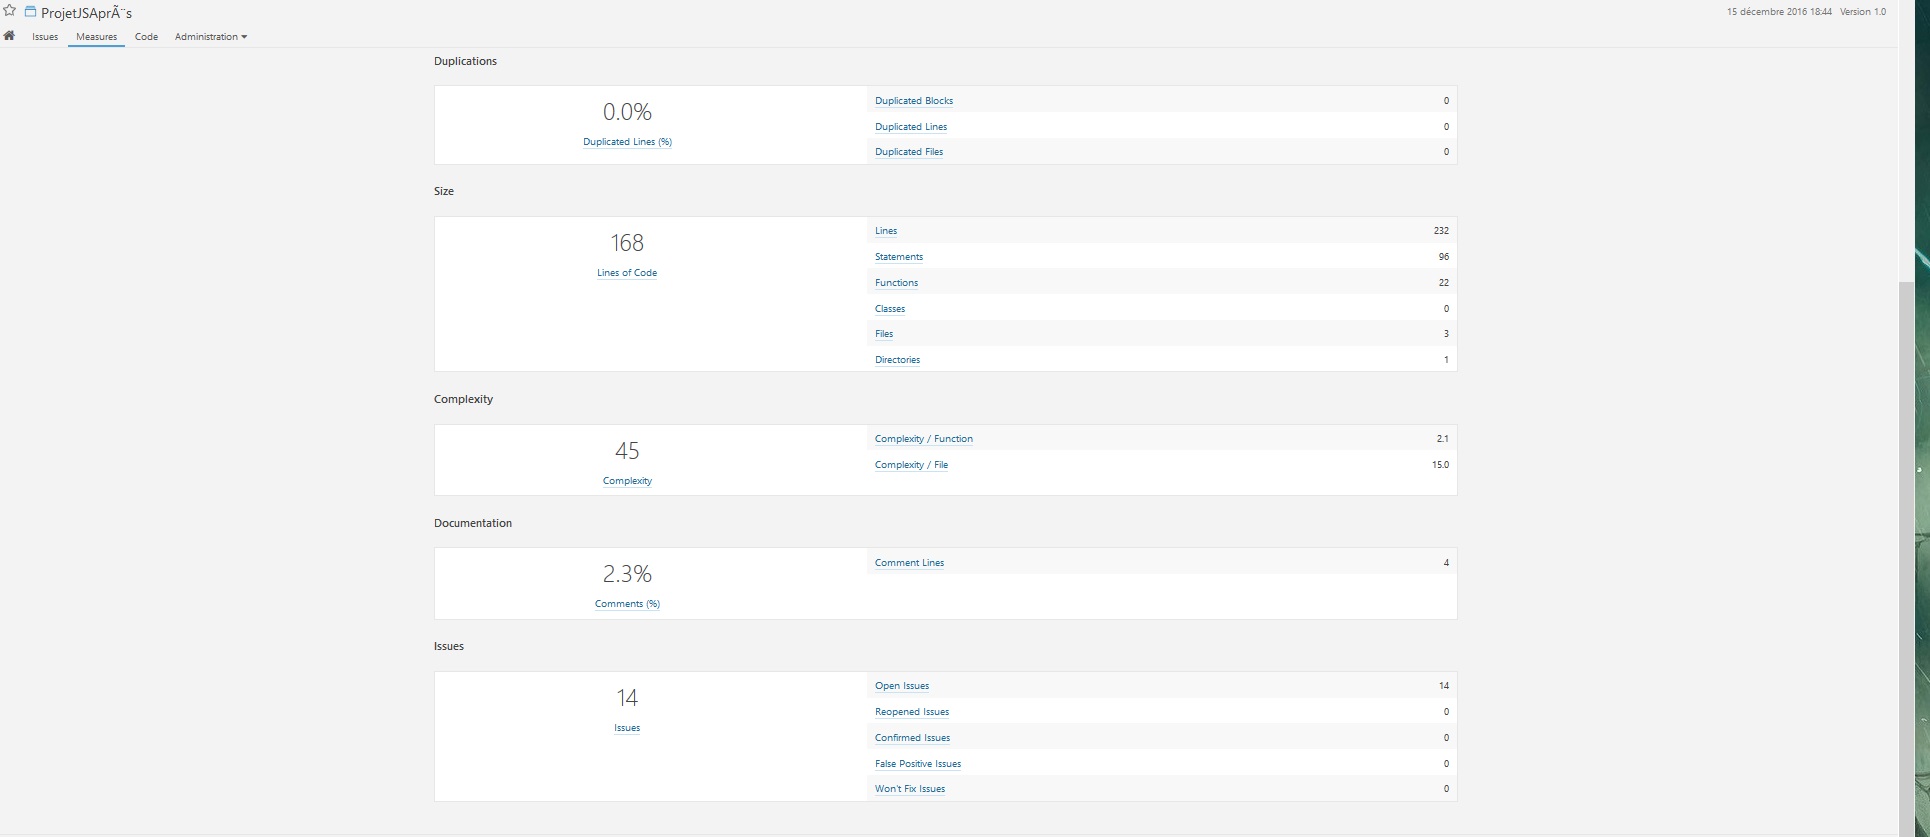 ProjetJSAprÃ¨s
15 décembre 2016 18:44 Version 1.0
Issues Measures Code Administration
Duplications
0.0%
Duplicated Lines (%)
Duplicated Blocks 0
Duplicated Lines 0
Duplicated Files 0
Size
168
Lines of Code
Lines 232
Statements 96
Functions 22
Classes 0
Files 3
Directories 1
Complexity
45
Complexity
Complexity / Function 2.1
Complexity / File 15.0
Documentation
2.3%
Comments (%)
Comment Lines 4
Issues
14
Issues
Open Issues 14
Reopened Issues 0
Confirmed Issues 0
False Positive Issues 0
Won't Fix Issues 0